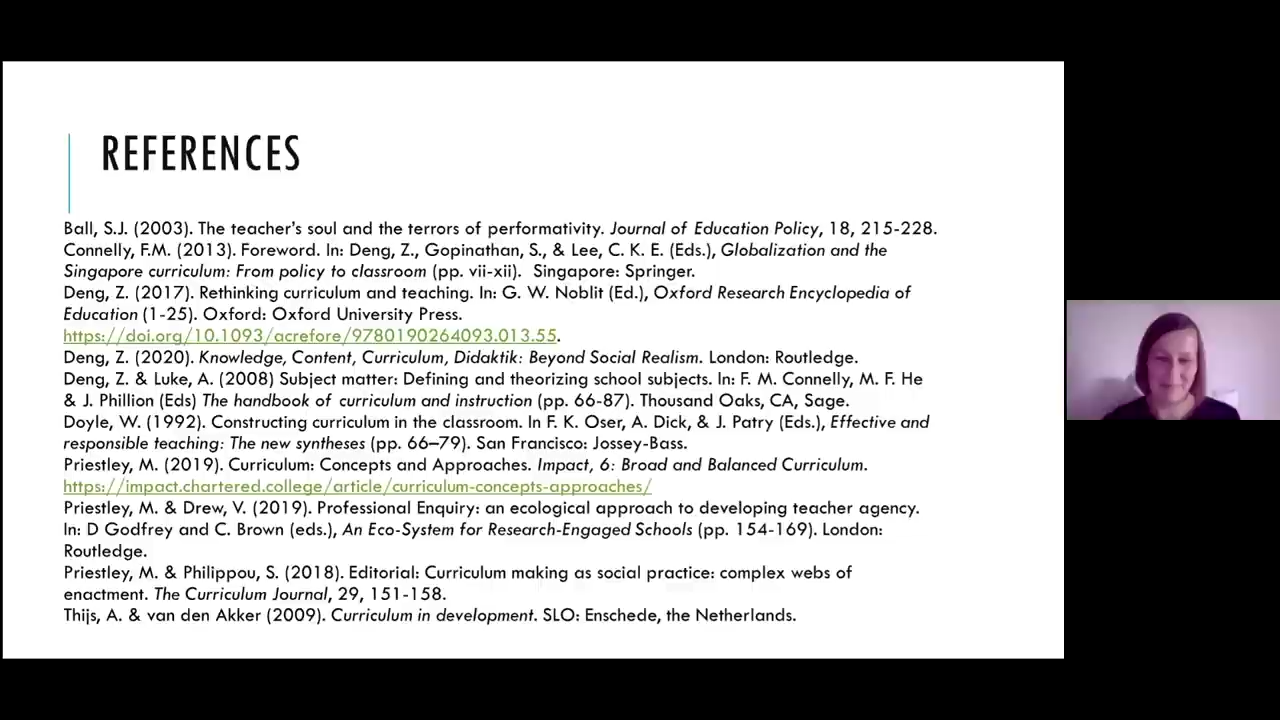 REFERENCES
Ball, S.J. (2003). The teacher's soul and the terrors of performativity. Journal of Education Policy, 18, 215-228.
Connelly, F.M. (2013). Foreword. In: Deng, Z., Gopinathan, S., & Lee, C. K. E. (Eds.), Globalization and the
Singapore curriculum: From policy to classroom (pp. vii-xii).  Singapore: Springer.
Deng, Z. (2017). Rethinking curriculum and teaching. In: G. W. Noblit (Ed.), Oxford Research Encyclopedia of
Education (1-25). Oxford: Oxford University Press.
https://doi.org/10.1093/acrefore/9780190264093.013.55.
Deng, Z. (2020). Knowledge, Content, Curriculum, Didaktik: Beyond Social Realism. London: Routledge.
Deng, Z. & Luke, A. (2008) Subject matter: Defining and theorizing school subjects. In: F. M. Connelly, M. F. He
& J. Phillion (Eds) The handbook of curriculum and instruction (pp. 66-87). Thousand Oaks, CA, Sage.
Doyle, W. (1992). Constructing curriculum in the classroom. In F. K. Oser, A. Dick, & J. Patry (Eds.), Effective and
responsible teaching: The new syntheses (pp. 66–79). San Francisco: Jossey-Bass.
Priestley, M. (2019). Curriculum: Concepts and Approaches. Impact, 6: Broad and Balanced Curriculum.
https://impact.chartered.college/article/curriculum-concepts-approaches/
Priestley, M. & Drew, V. (2019). Professional Enquiry: an ecological approach to developing teacher agency.
In: D Godfrey and C. Brown (eds.), An Eco-System for Research-Engaged Schools (pp. 154-169). London:
Routledge.
Priestley, M. & Philippou, S. (2018). Editorial: Curriculum making as social practice: complex webs of
enactment. The Curriculum Journal, 29, 151-158.
Thijs, A. & van den Akker (2009). Curriculum in development. SLO: Enschede, the Netherlands.